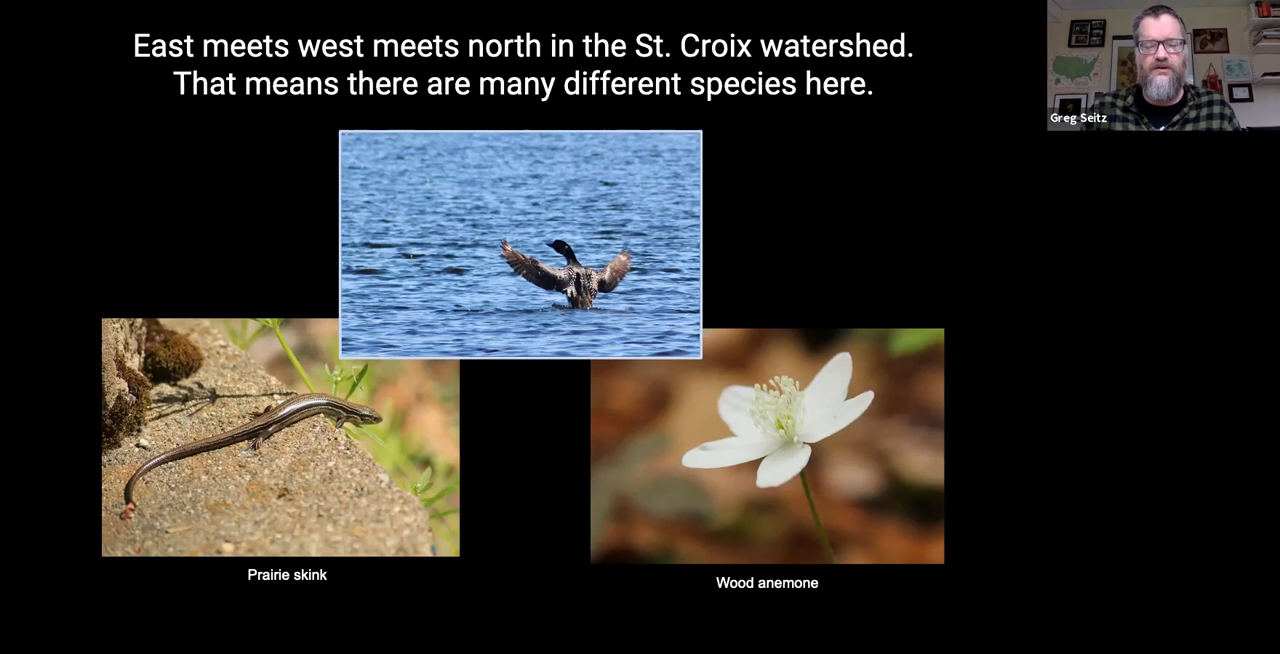 East meets west meets north in the St. Croix watershed.
That means there are many different species here.
Greg Seitz
Prairie skink
Wood anemone